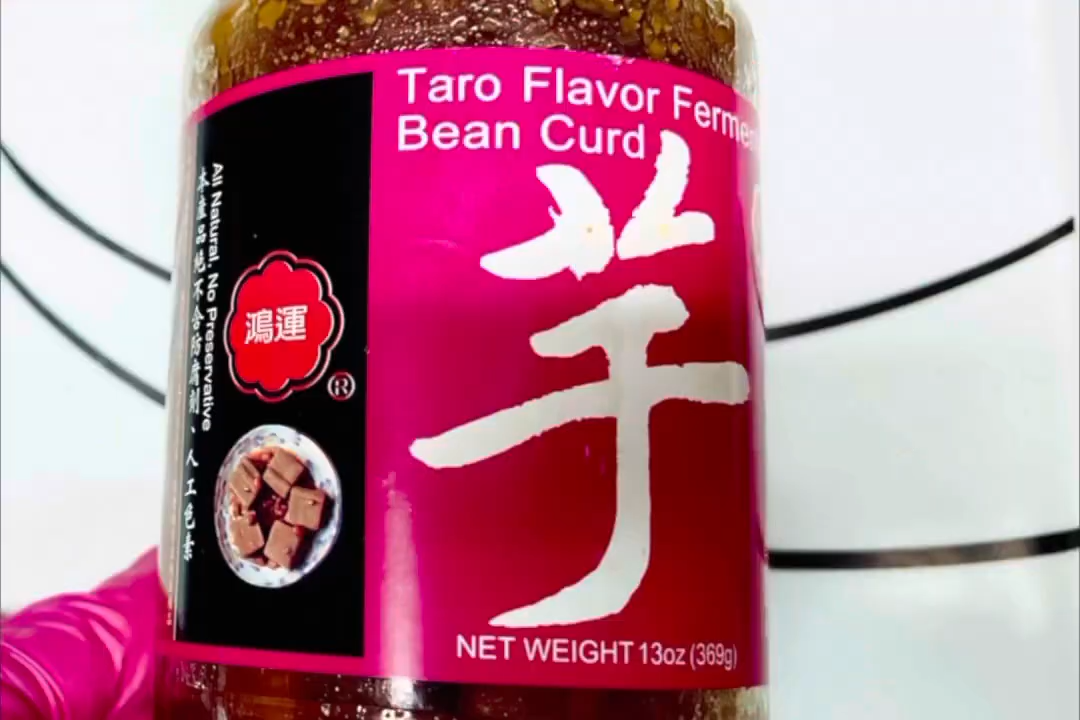 Taro Flavor Ferme
Bean Curd
芋
All Natural, No Preservative
本產品絕不含防腐劑、人工色素
鴻運
®
NET WEIGHT 13oz (369g)